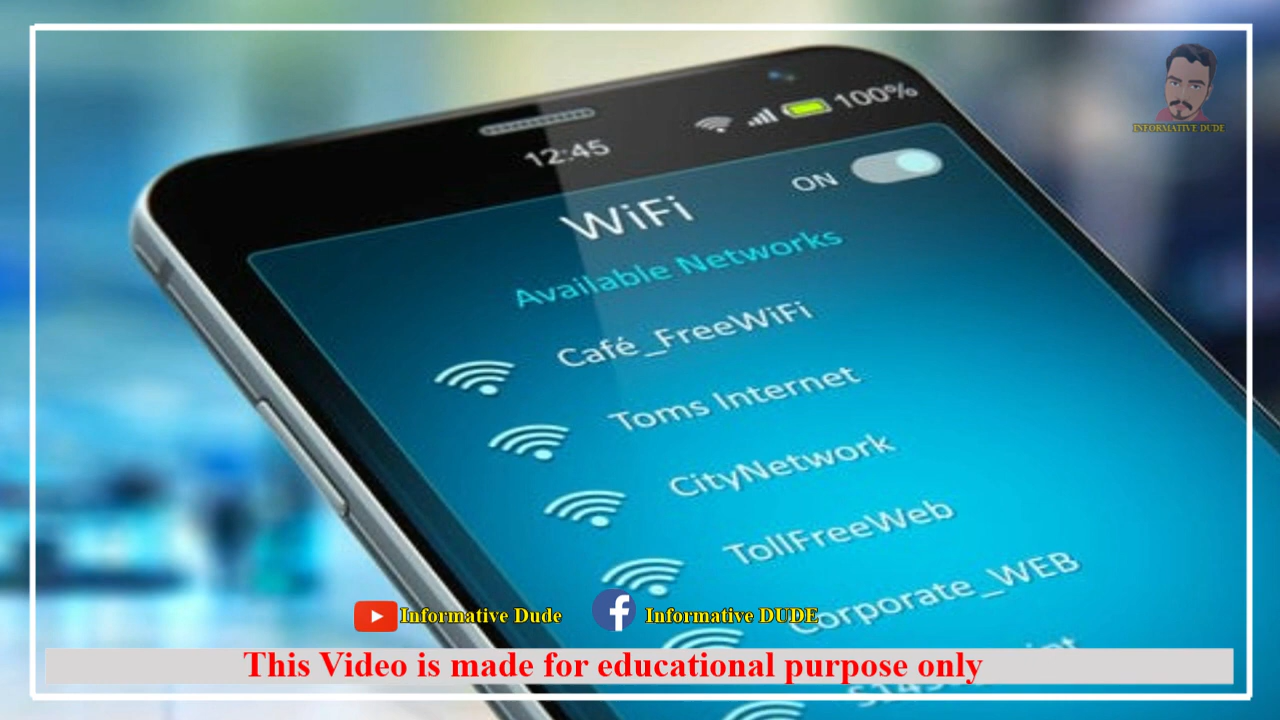 INFORMATIVE DUDE
12:45
100%
ON
WiFi
Available Networks
Café_FreeWiFi
Toms Internet
CityNetwork
TollFreeWeb
Corporate_WEB
Informative Dude
Informative DUDE
This Video is made for educational purpose only